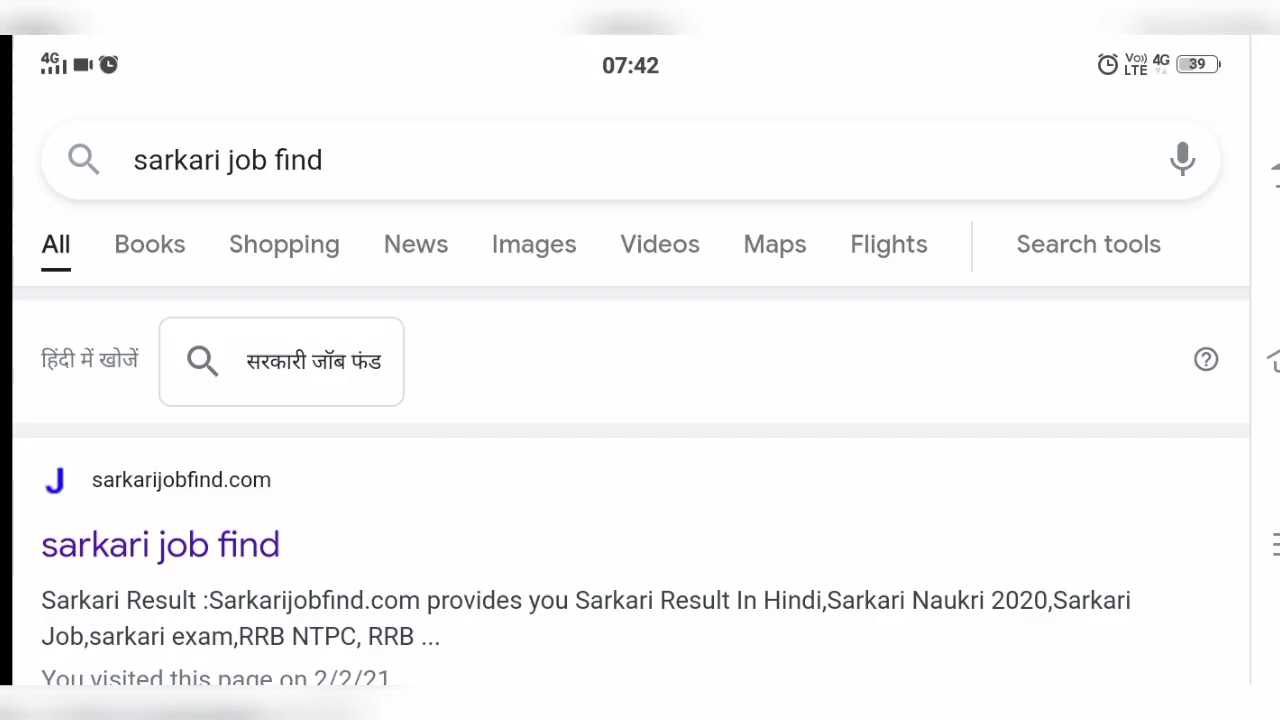 4G 07:42 Vo)) LTE 4G 39
sarkari job find
All Books Shopping News Images Videos Maps Flights Search tools
हिंदी में खोजें सरकारी जॉब फंड
J sarkarijobfind.com
sarkari job find
Sarkari Result :Sarkarijobfind.com provides you Sarkari Result In Hindi,Sarkari Naukri 2020,Sarkari
Job,sarkari exam,RRB NTPC, RRB ...
You visited this page on 2/2/21